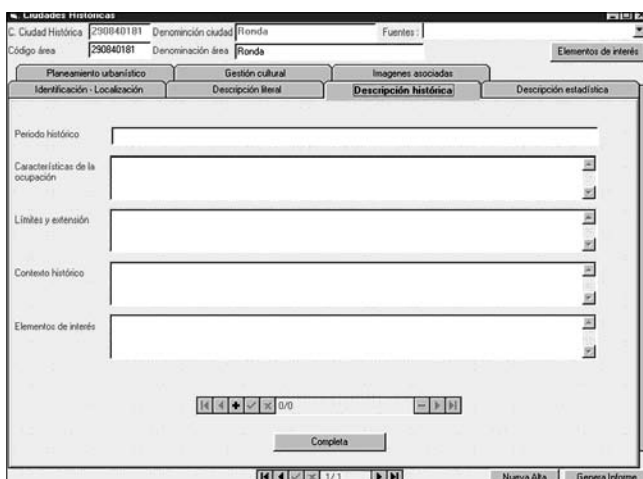 Ciudades Históricas
C. Ciudad Histórica 290840181 Denominción ciudad Ronda Fuentes :
Código área 290840181 Denominación área Ronda Elementos de interés
Planeamiento urbanístico Gestión cultural Imagenes asociadas
Identificación - Localización Descripción literal Descripción histórica Descripción estadística
Periodo histórico
Características de la
ocupación
Límites y extensión
Contexto histórico
Elementos de interés
0/0
Completa
1/1 Nueva Alta Genera Informe